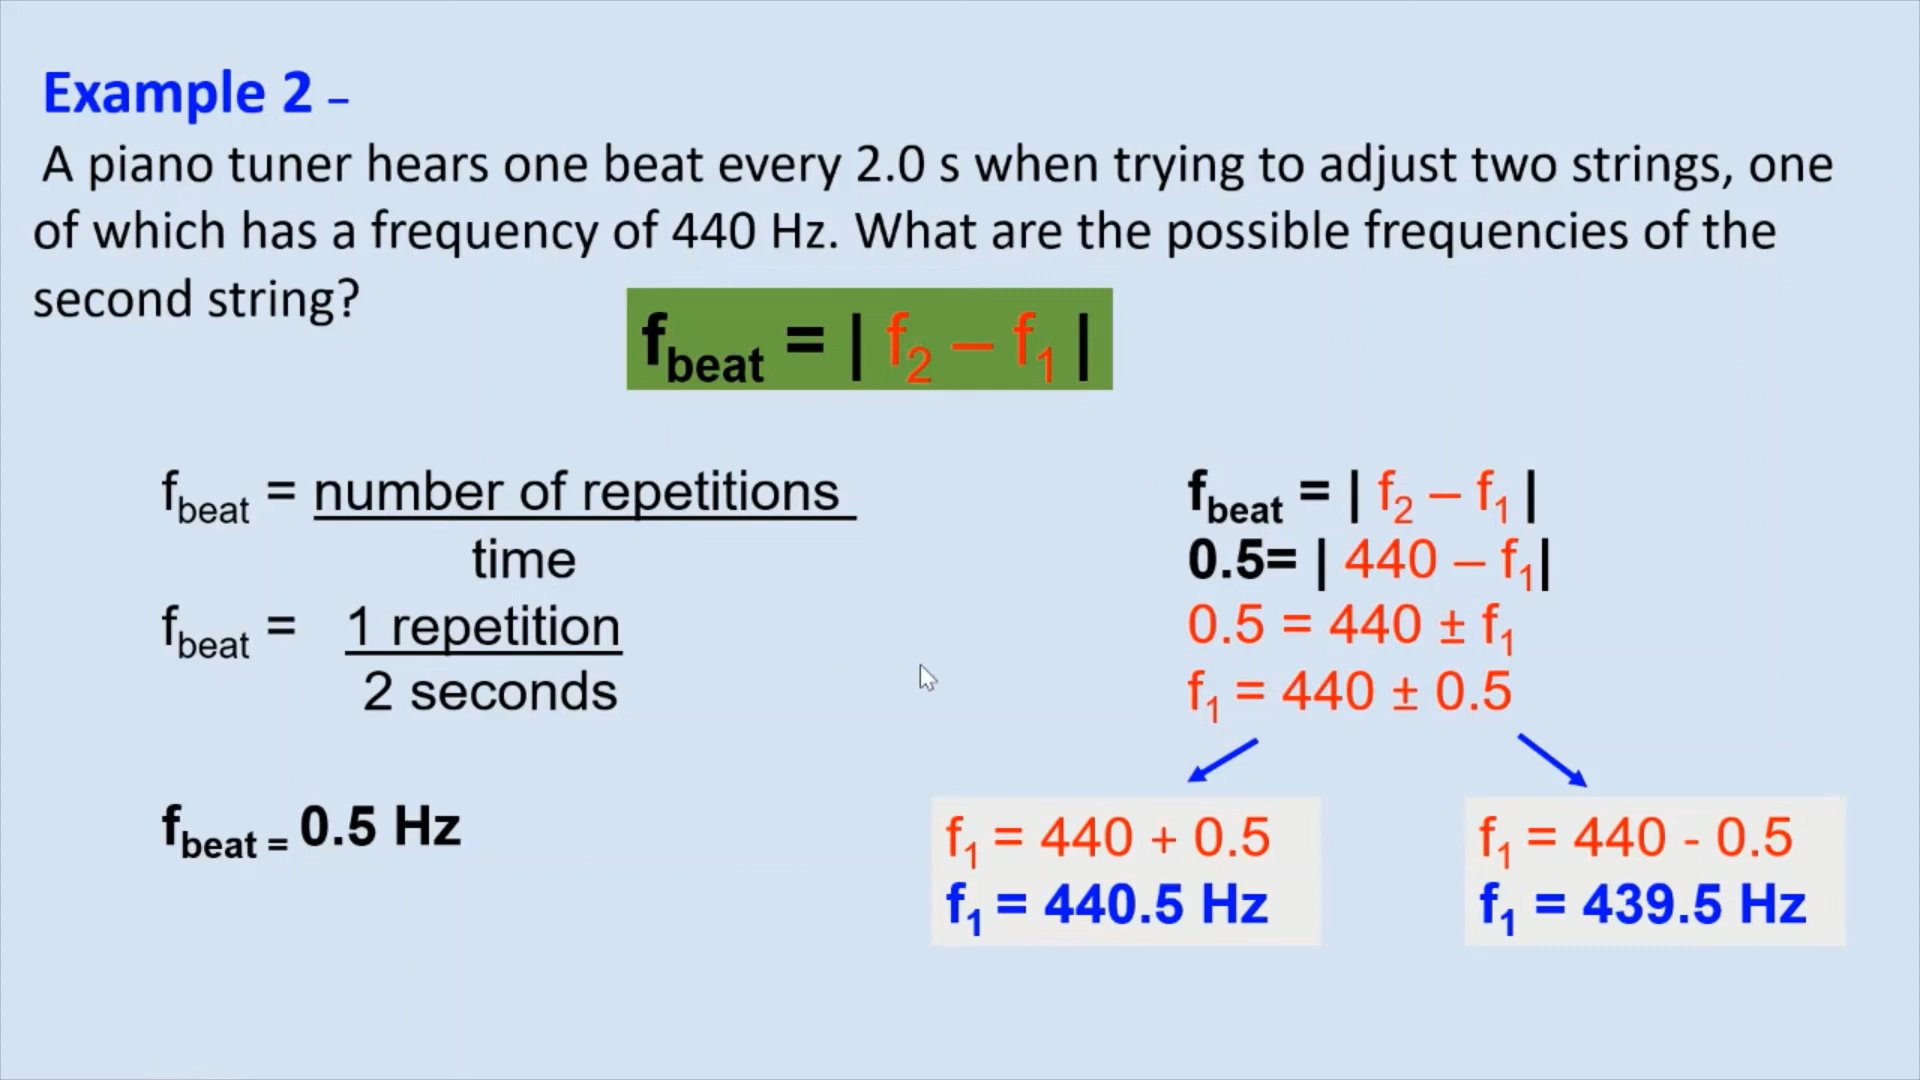 Example 2 –
A piano tuner hears one beat every 2.0 s when trying to adjust two strings, one
of which has a frequency of 440 Hz. What are the possible frequencies of the
second string?
fbeat = | f2 – f1 |
fbeat = number of repetitions
time
fbeat = 1 repetition
2 seconds
fbeat = 0.5 Hz
fbeat = | f2 – f1 |
0.5= | 440 – f1|
0.5 = 440 ± f1
f1 = 440 ± 0.5
f1 = 440 + 0.5
f1 = 440.5 Hz
f1 = 440 - 0.5
f1 = 439.5 Hz